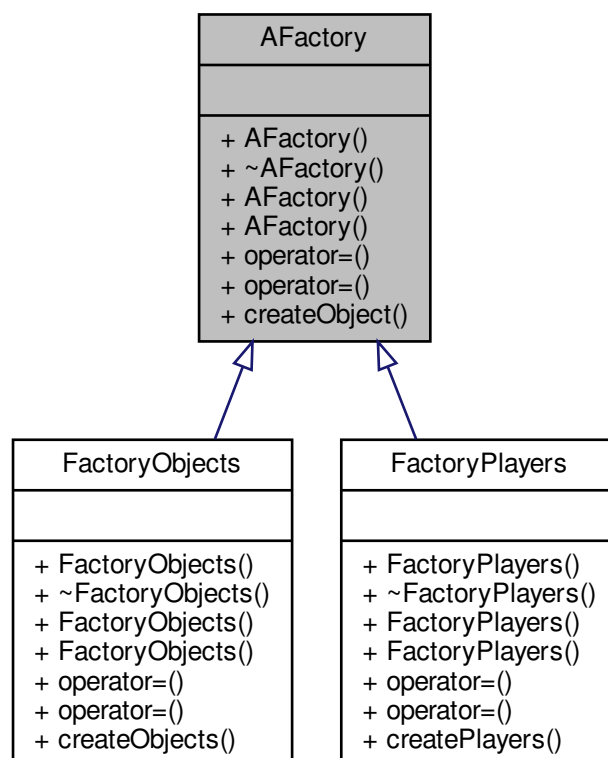 AFactory
+ AFactory()
+ ~AFactory()
+ AFactory()
+ AFactory()
+ operator=()
+ operator=()
+ createObject()
FactoryObjects
+ FactoryObjects()
+ ~FactoryObjects()
+ FactoryObjects()
+ FactoryObjects()
+ operator=()
+ operator=()
+ createObjects()
FactoryPlayers
+ FactoryPlayers()
+ ~FactoryPlayers()
+ FactoryPlayers()
+ FactoryPlayers()
+ operator=()
+ operator=()
+ createPlayers()